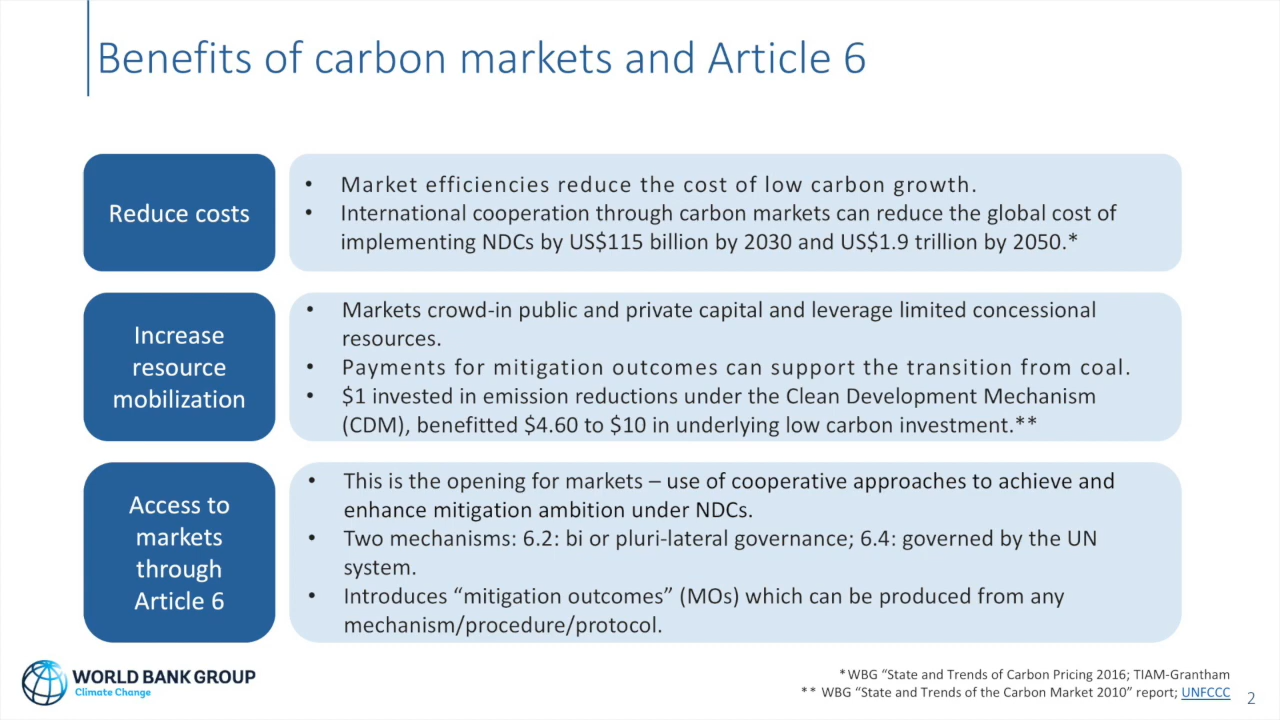 Benefits of carbon markets and Article 6
Reduce costs
• Market efficiencies reduce the cost of low carbon growth.
• International cooperation through carbon markets can reduce the global cost of
implementing NDCs by US$115 billion by 2030 and US$1.9 trillion by 2050.*
Increase
resource
mobilization
• Markets crowd-in public and private capital and leverage limited concessional
resources.
• Payments for mitigation outcomes can support the transition from coal.
• $1 invested in emission reductions under the Clean Development Mechanism
(CDM), benefitted $4.60 to $10 in underlying low carbon investment.**
Access to
markets
through
Article 6
• This is the opening for markets – use of cooperative approaches to achieve and
enhance mitigation ambition under NDCs.
• Two mechanisms: 6.2: bi or pluri-lateral governance; 6.4: governed by the UN
system.
• Introduces “mitigation outcomes” (MOs) which can be produced from any
mechanism/procedure/protocol.
WORLD BANK GROUP
Climate Change
* WBG “State and Trends of Carbon Pricing 2016; TIAM-Grantham
** WBG “State and Trends of the Carbon Market 2010” report; UNFCCC
2